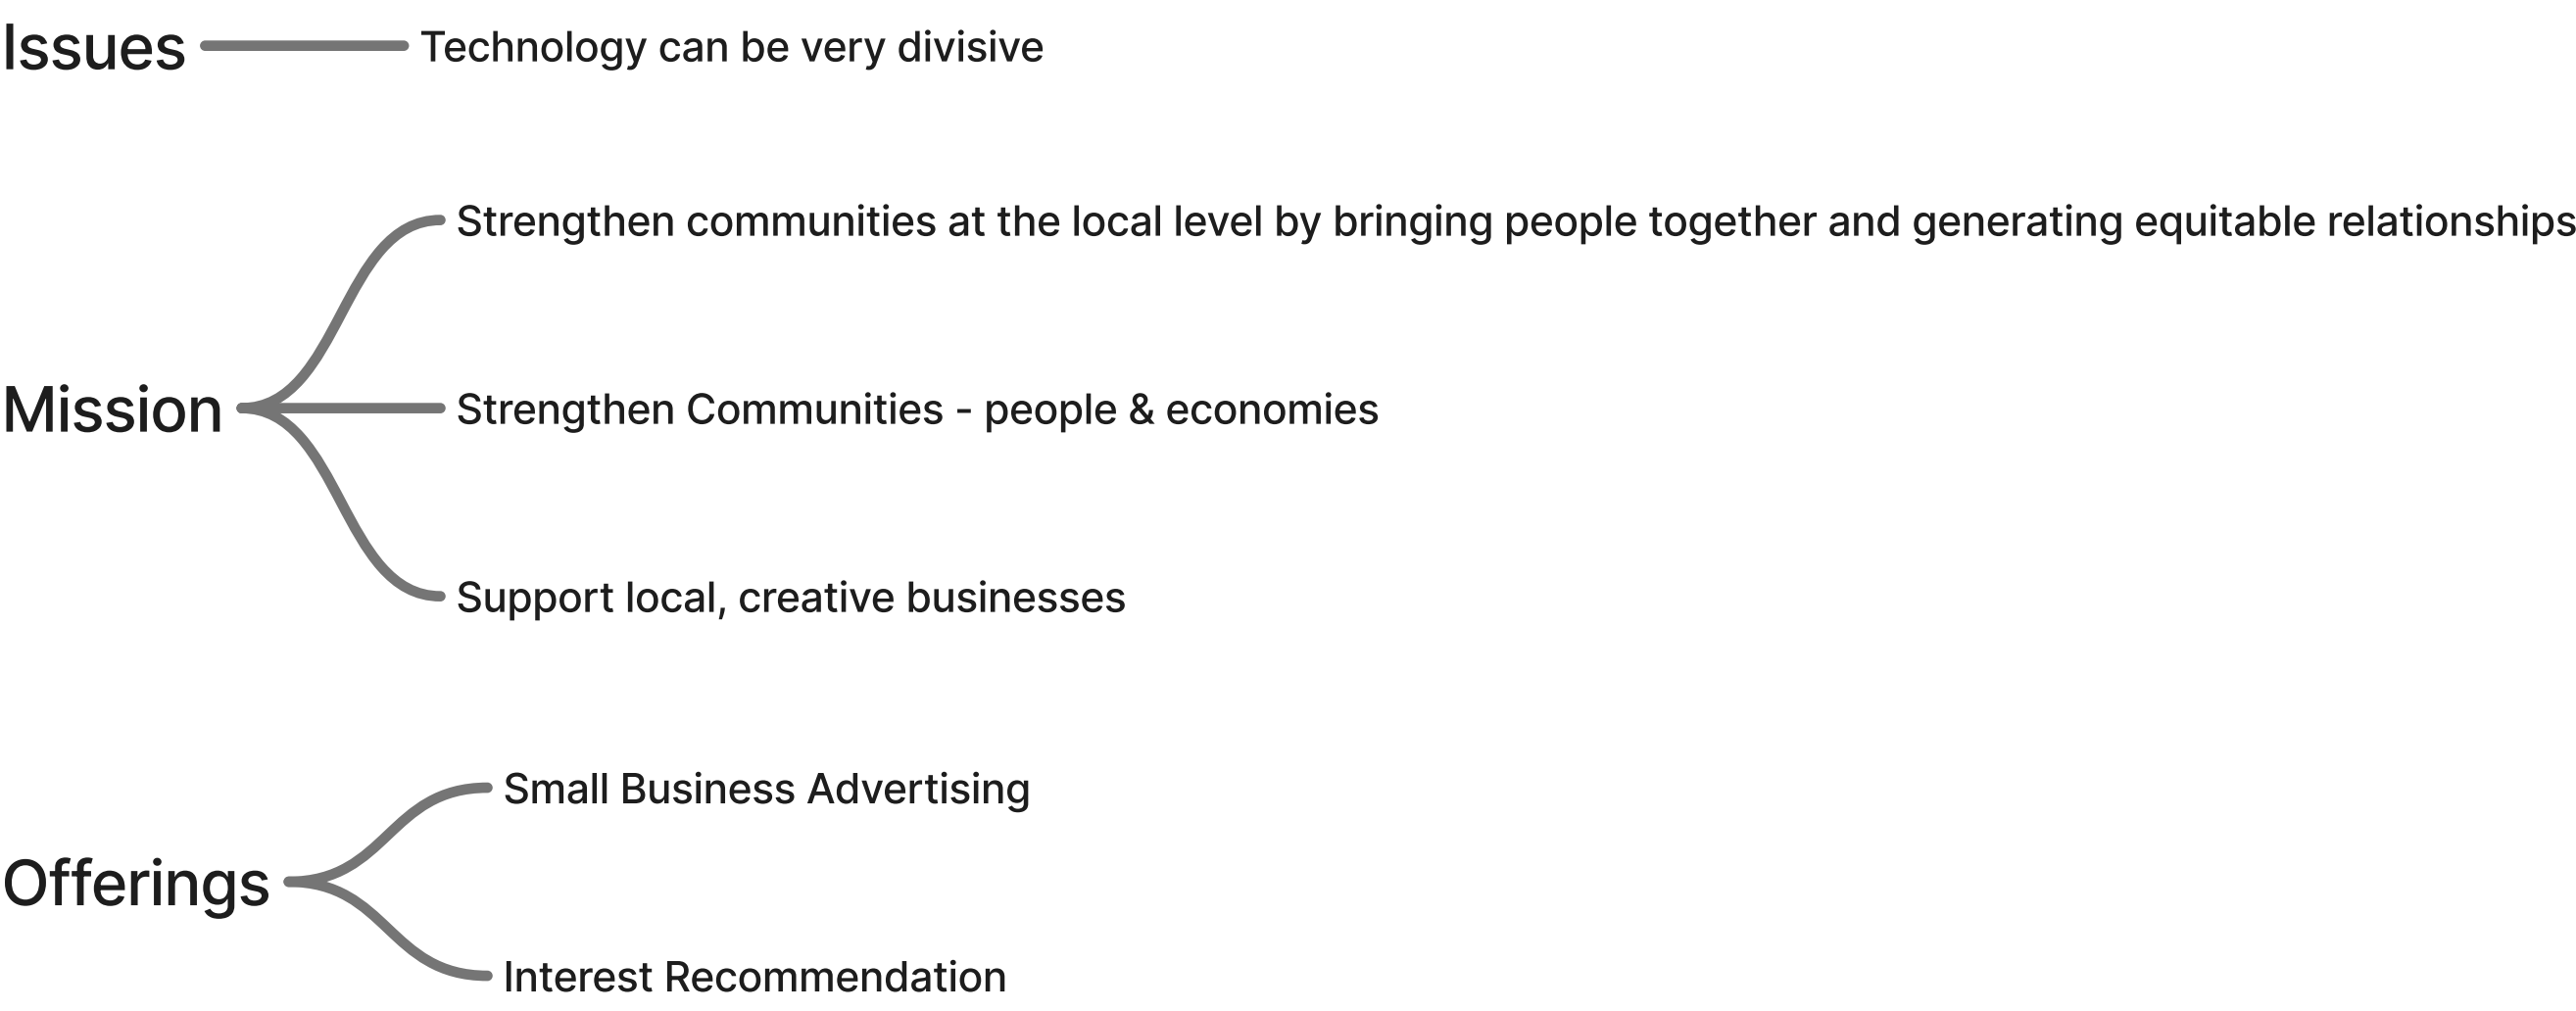 Issues
Technology can be very divisive
Strengthen communities at the local level by bringing people together and generating equitable relationships
Mission
Strengthen Communities - people & economies
Support local, creative businesses
Small Business Advertising
Offerings
Interest Recommendation